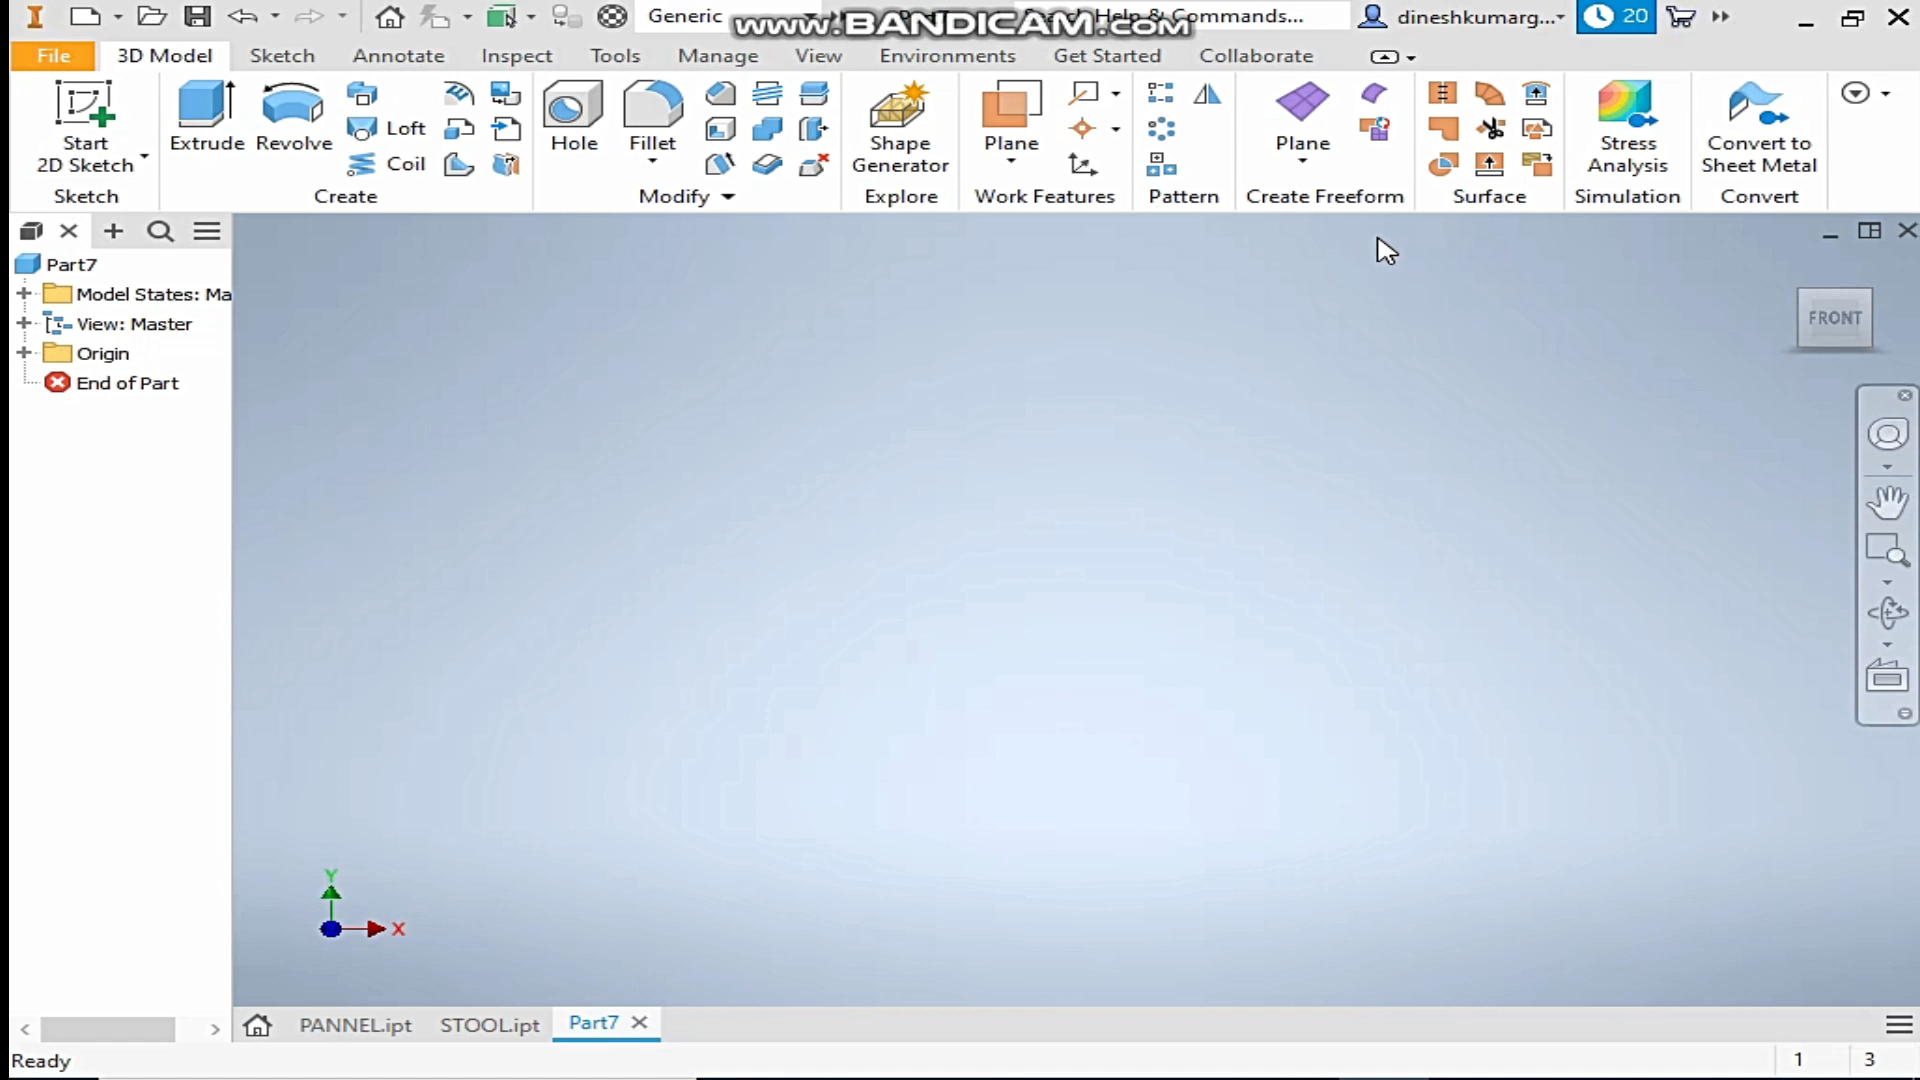 Generic
www.BANDICAM.com
Search Help & Commands...
dineshkumarg...
20
File
3D Model
Sketch
Annotate
Inspect
Tools
Manage
View
Environments
Get Started
Collaborate
Start
2D Sketch
Extrude
Revolve
Loft
Coil
Hole
Fillet
Shape
Generator
Plane
Plane
Stress
Analysis
Convert to
Sheet Metal
Sketch
Create
Modify
Explore
Work Features
Pattern
Create Freeform
Surface
Simulation
Convert
Part7
Model States: Ma
View: Master
Origin
End of Part
FRONT
Y
X
PANNEL.ipt
STOOL.ipt
Part7
Ready
1
3